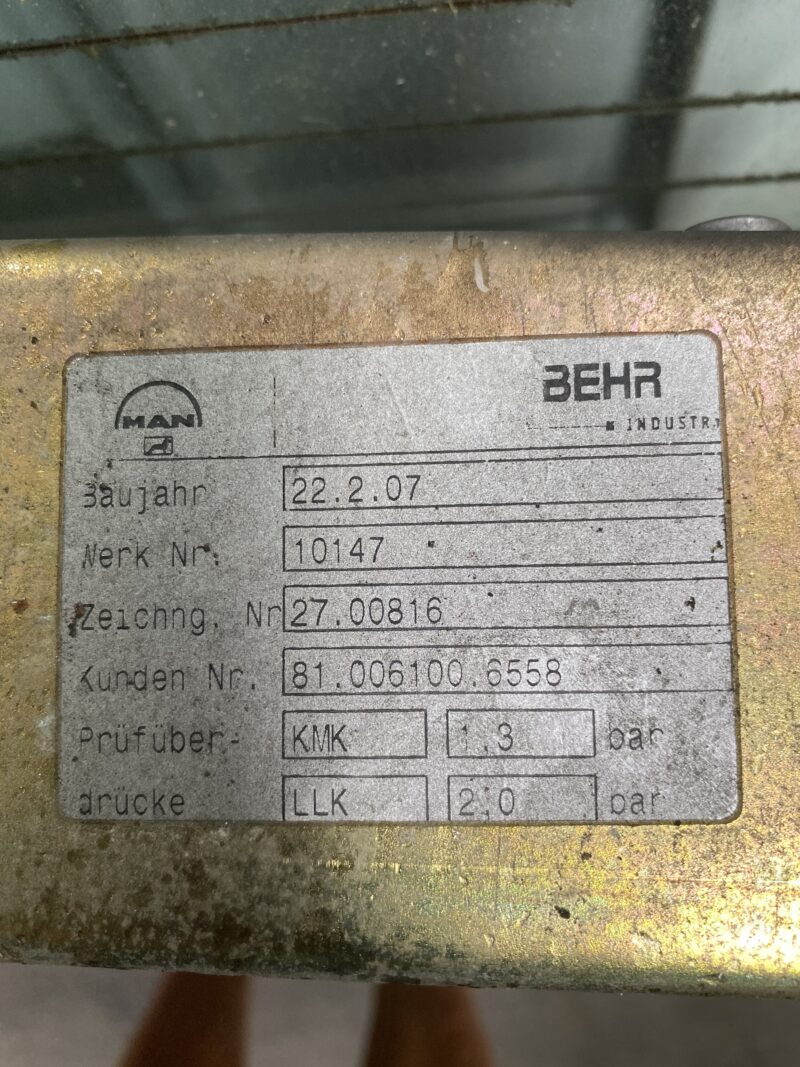 MAN
BEHR
INDUSTR
Baujahr 22.2.07
Werk Nr. 10147
Zeichng. Nr 27.00816
Kunden Nr. 81.006100.6558
Prüfüber- KMK 1,3 bar
drücke LLK 2,0 bar